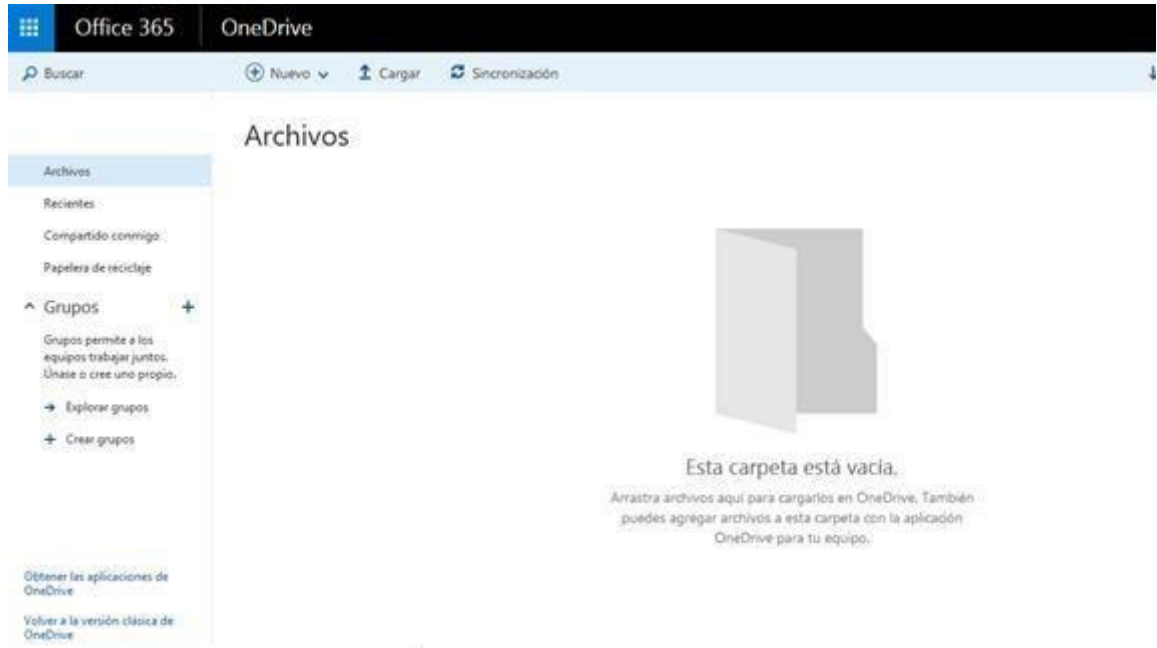 Office 365 OneDrive
Buscar Nuevo Cargar Sincronización
Archivos
Archivos
Recientes
Compartido conmigo
Papelera de reciclaje
Grupos
Grupos permite a los
equipos trabajar juntos.
Únase o cree uno propio.
Explorar grupos
Crear grupos
Esta carpeta está vacía.
Arrastra archivos aquí para cargarlos en OneDrive. También
puedes agregar archivos a esta carpeta con la aplicación
OneDrive para tu equipo.
Obtener las aplicaciones de
OneDrive
Volver a la versión clásica de
OneDrive